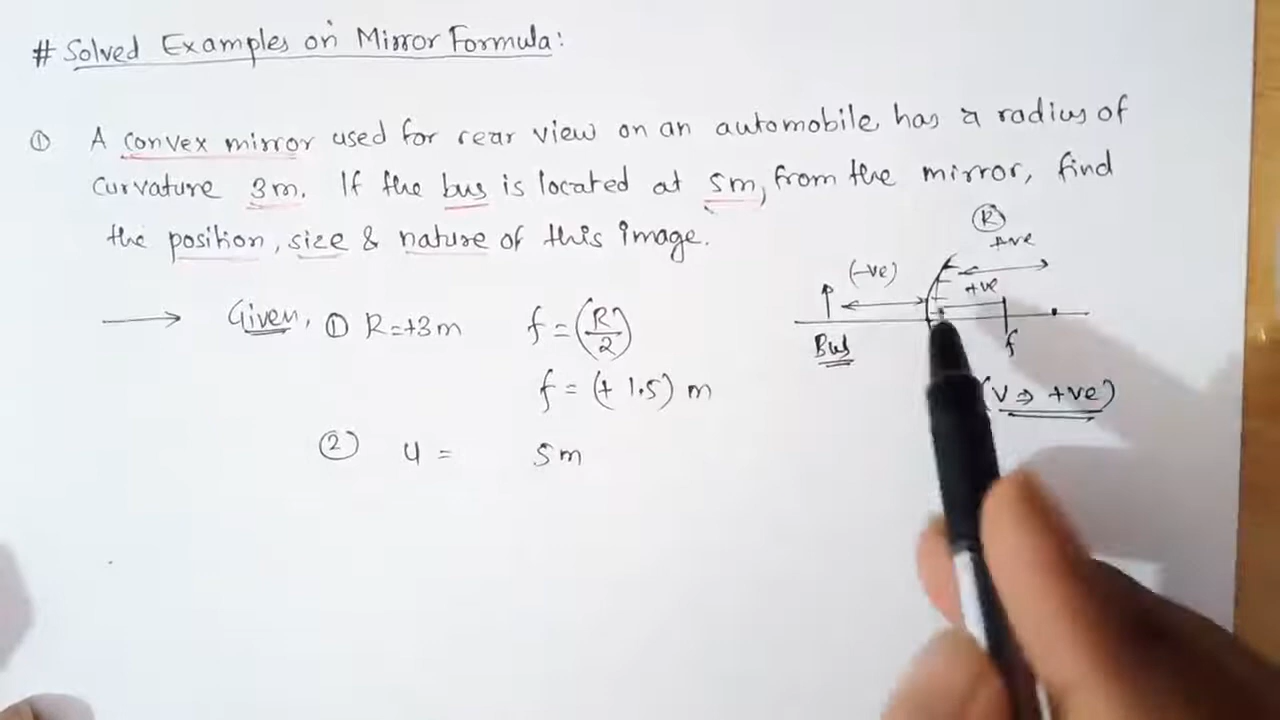 # Solved Examples on Mirror Formula:
① A convex mirror used for rear view on an automobile has a radius of
curvature 3m. If the bus is located at 5m, from the mirror, find
the position, size & nature of this image.
Given, ① R=+3m f = (R/2)
f = (+ 1.5) m
② u = 5m
R
+ve
(-ve)
+ve
Bus
f
(V ⇒ +ve)